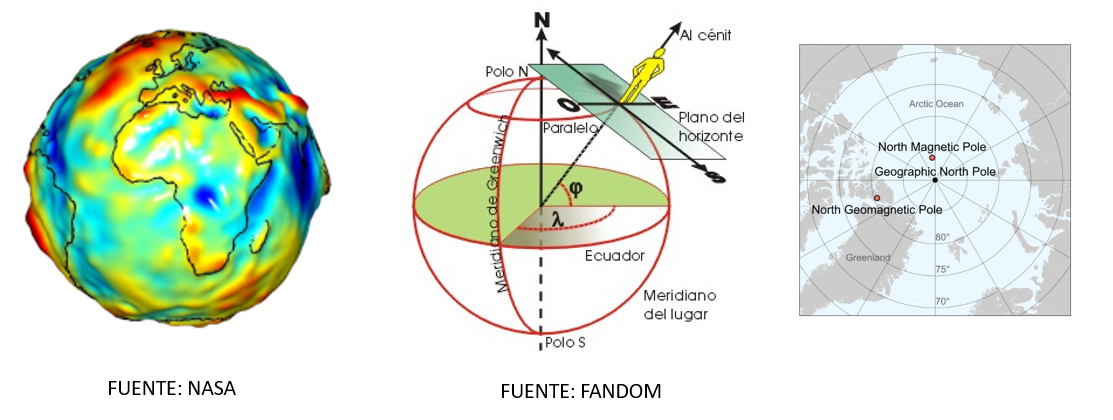 N
Al cénit
Polo N
O
E
Plano del
horizonte
Paralelo
S
Meridiano de Greenwich
φ
λ
Ecuador
Meridiano
del lugar
Polo S
Arctic Ocean
North Magnetic Pole
Geographic North Pole
North Geomagnetic Pole
80°
Greenland
75°
70°
FUENTE: NASA
FUENTE: FANDOM